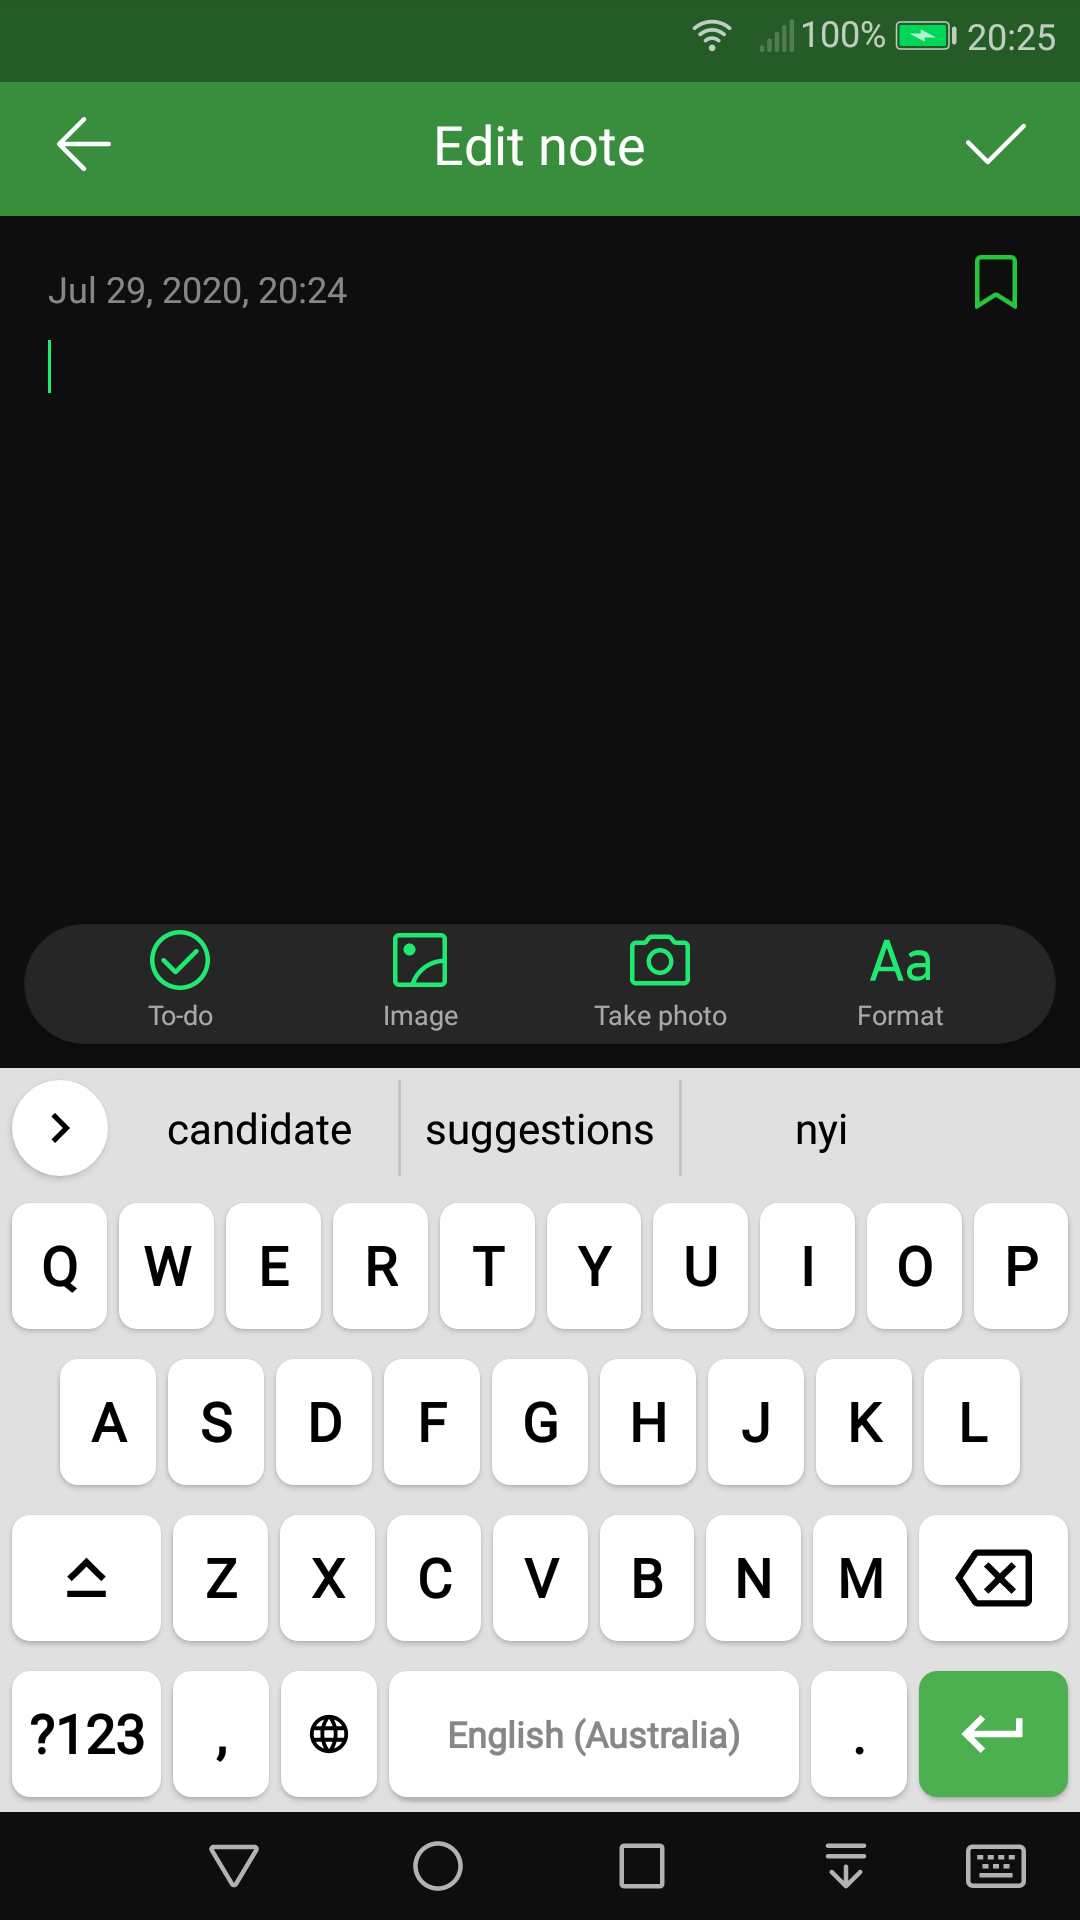 100% 20:25
Edit note
Jul 29, 2020, 20:24
To-do Image Take photo Format
Aa
candidate suggestions nyi
Q W E R T Y U I O P
A S D F G H J K L
Z X C V B N M
?123 , English (Australia) .